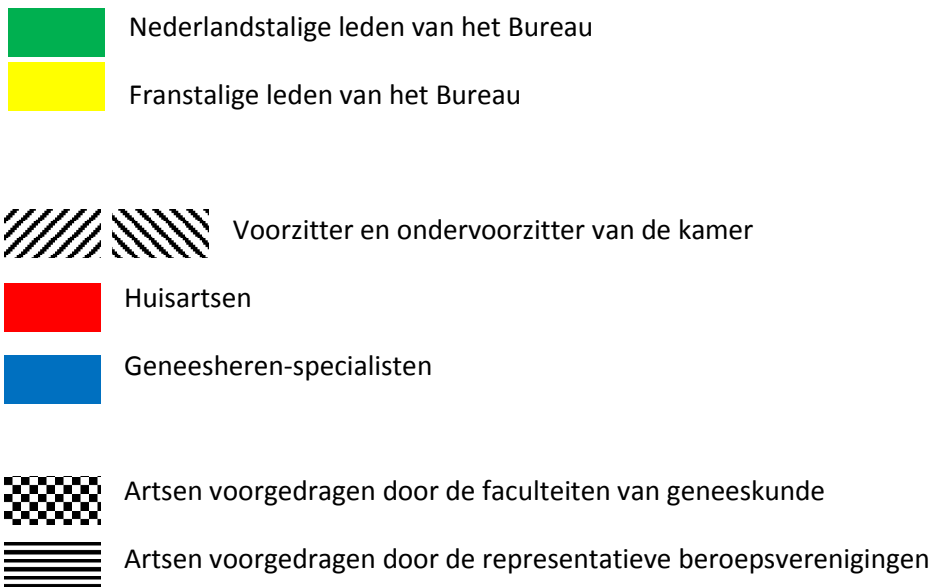 Nederlandstalige leden van het Bureau
Franstalige leden van het Bureau
Voorzitter en ondervoorzitter van de kamer
Huisartsen
Geneesheren-specialisten
Artsen voorgedragen door de faculteiten van geneeskunde
Artsen voorgedragen door de representatieve beroepsverenigingen